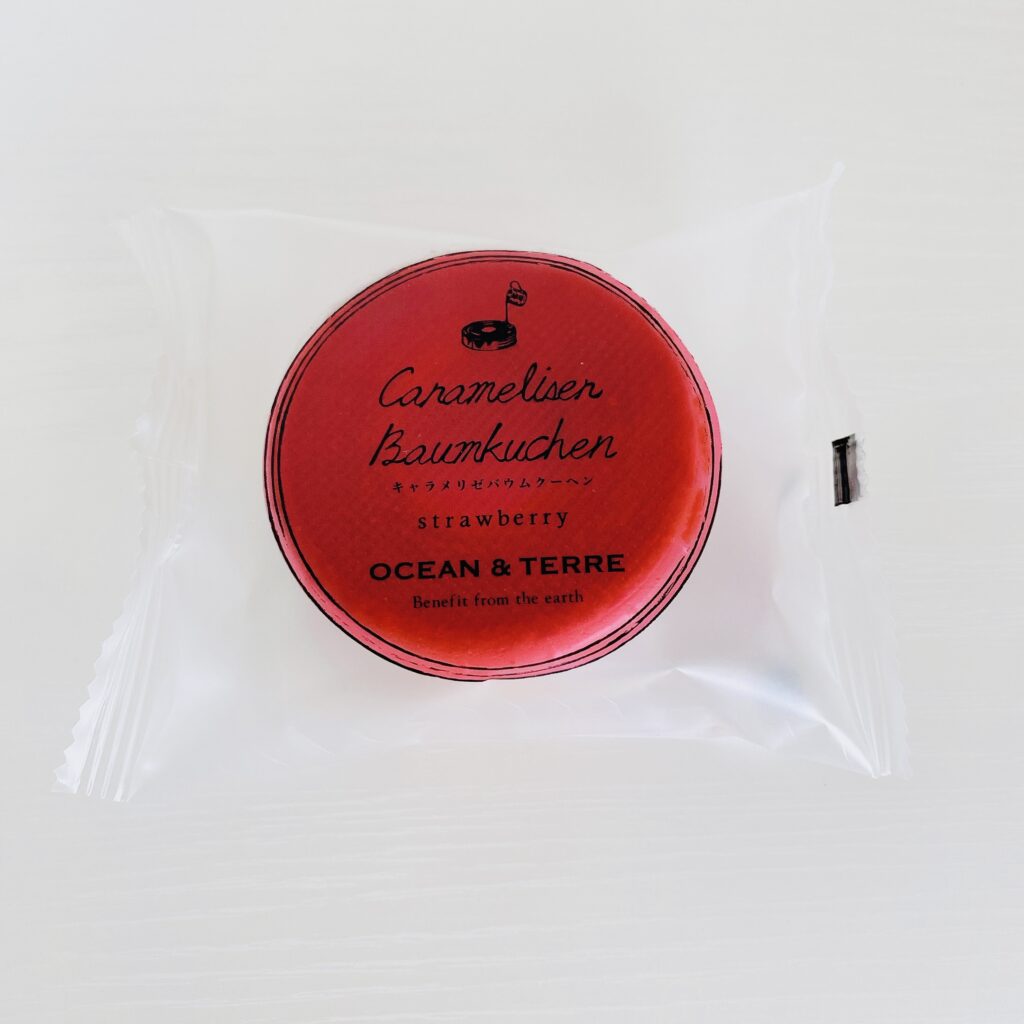 Caramelisen
Baumkuchen
キャラメリゼバウムクーヘン
strawberry
OCEAN & TERRE
Benefit from the earth